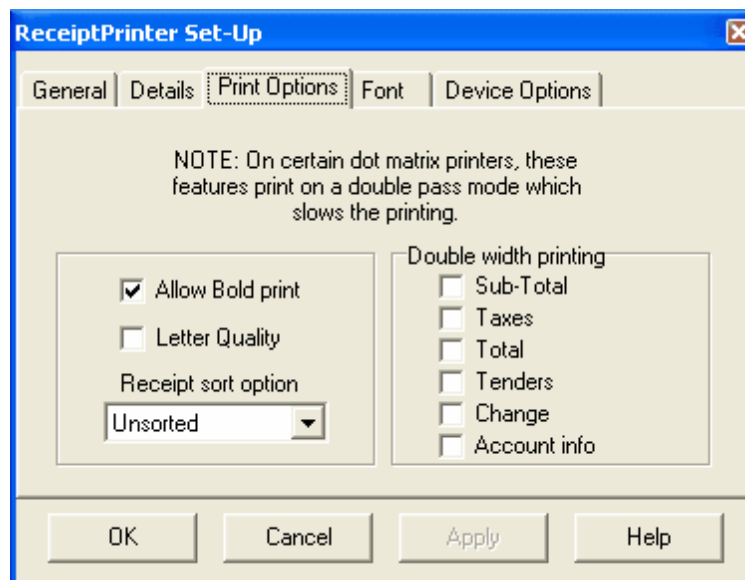 ReceiptPrinter Set-Up
General
Details
Print Options
Font
Device Options
NOTE: On certain dot matrix printers, these
features print on a double pass mode which
slows the printing.
Allow Bold print
Letter Quality
Receipt sort option
Unsorted
Double width printing
Sub-Total
Taxes
Total
Tenders
Change
Account info
OK
Cancel
Apply
Help